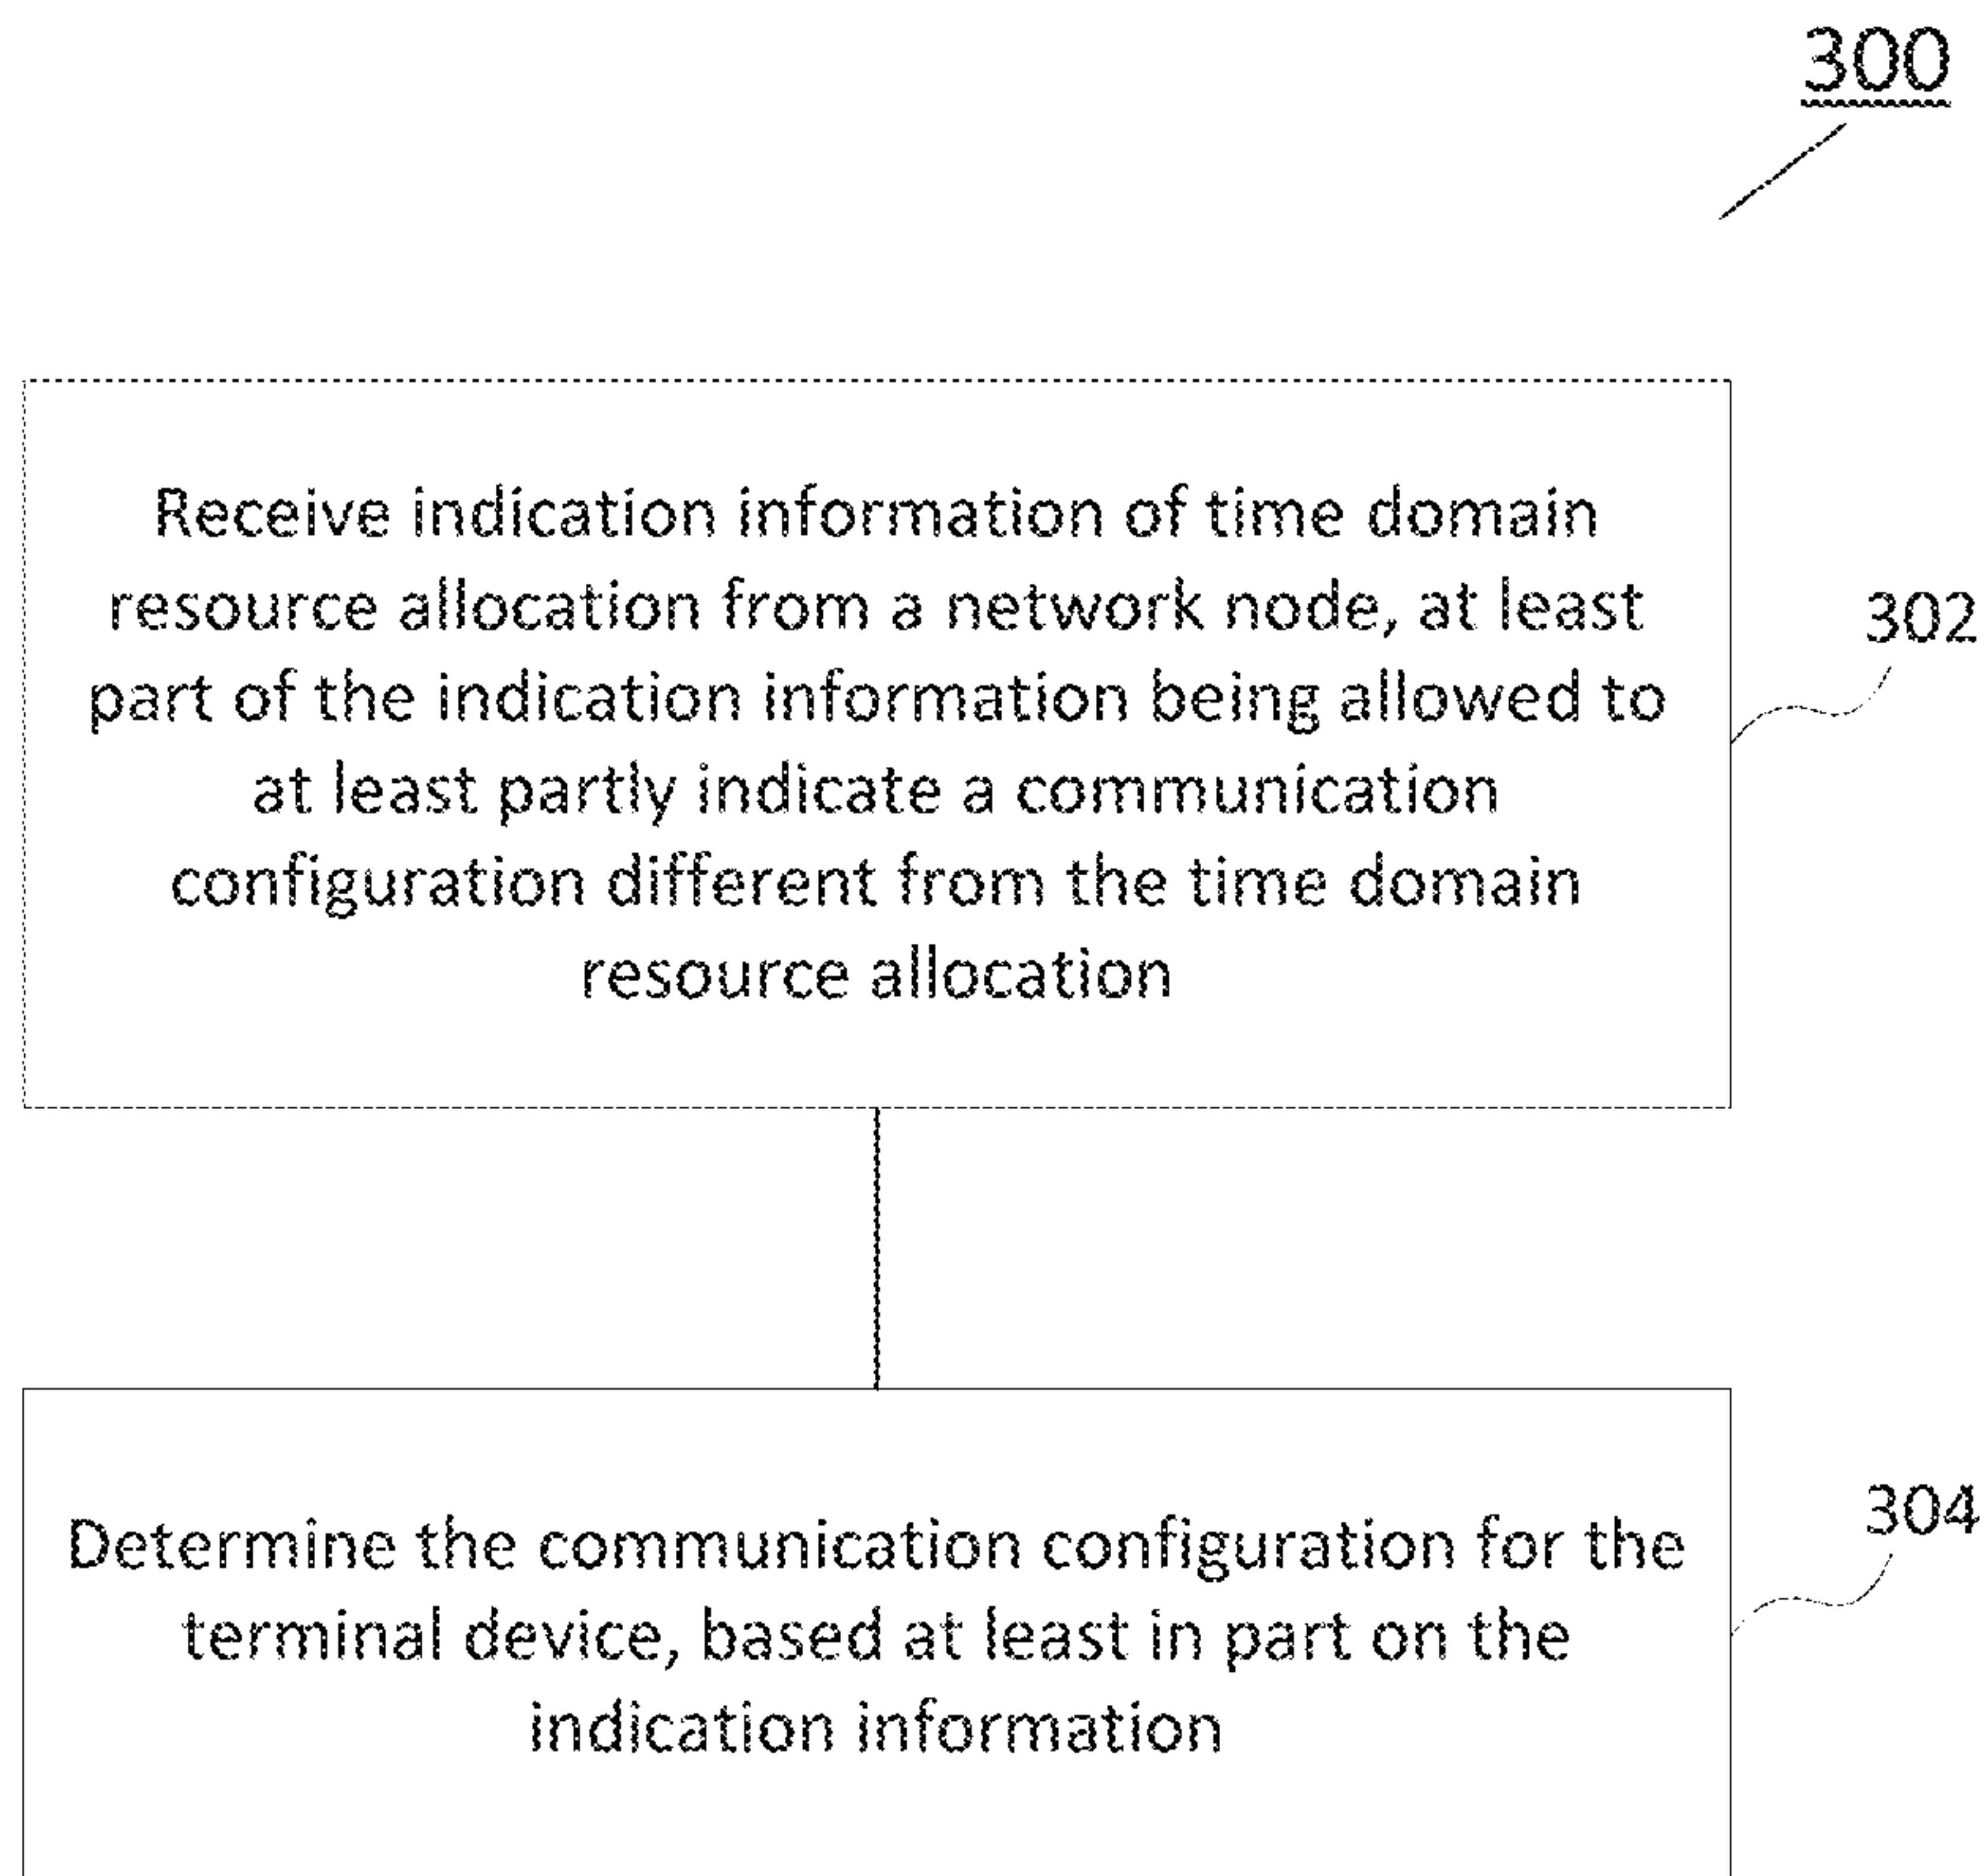 300
Receive indication information of time domain
resource allocation from a network node, at least
part of the indication information being allowed to
at least partly indicate a communication
configuration different from the time domain
resource allocation
302
Determine the communication configuration for the
terminal device, based at least in part on the
indication information
304